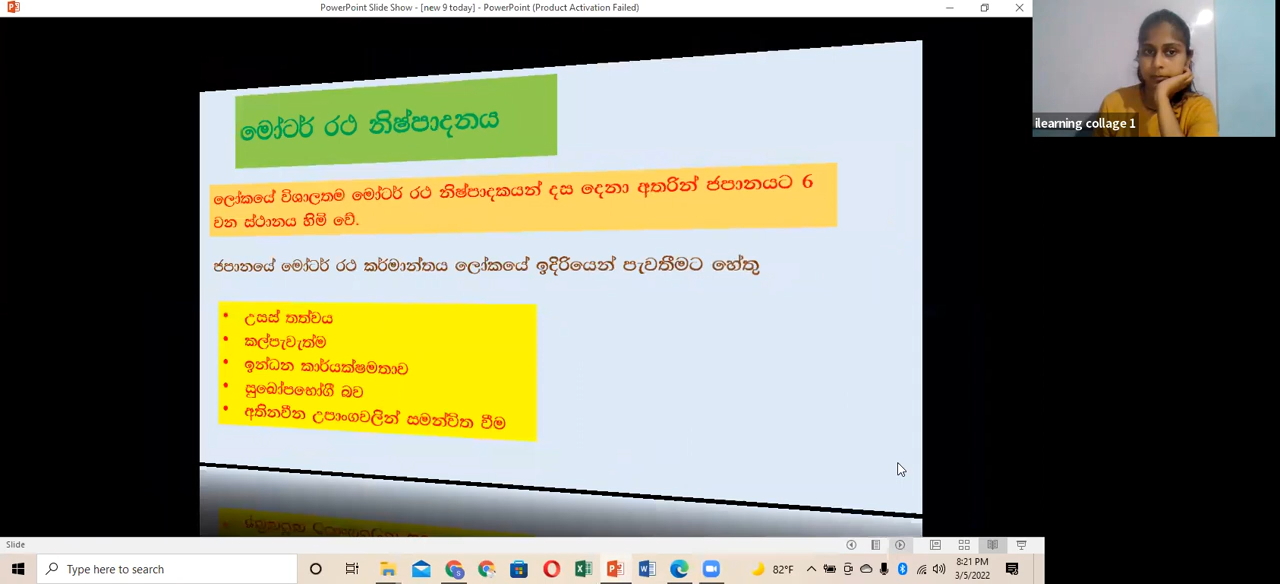 PowerPoint Slide Show - [new 9 today] - PowerPoint (Product Activation Failed)
ilearning collage 1
මෝටර් රථ නිෂ්පාදනය
ලෝකයේ විශාලතම මෝටර් රථ නිෂ්පාදකයන් දස දෙනා අතරින් ජපානයට 6
වන ස්ථානය හිමි වේ.
ජපානයේ මෝටර් රථ කර්මාන්තය ලෝකයේ ඉදිරියෙන් පැවතීමට හේතු
• උසස් තත්වය
• කල්පැවැත්ම
• ඉන්ධන කාර්යක්ෂමතාව
• සුඛෝපභෝගී බව
• අතිනවීන උපාංගවලින් සමන්විත වීම
Slide
Type here to search
82°F
8:21 PM
3/5/2022